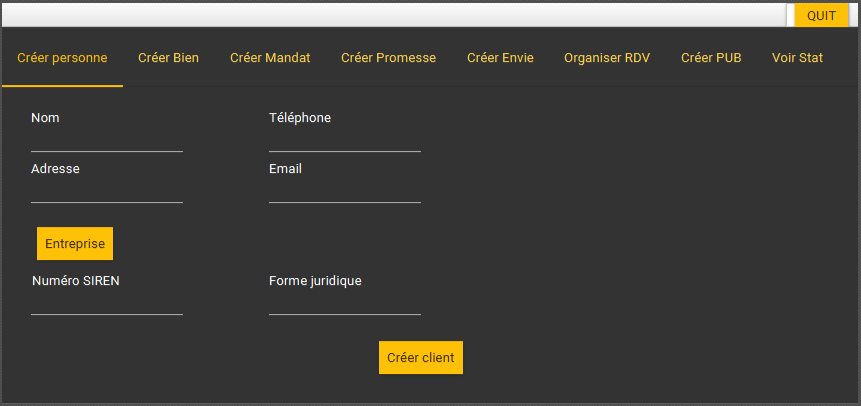 QUIT
Créer personne Créer Bien Créer Mandat Créer Promesse Créer Envie Organiser RDV Créer PUB Voir Stat
Nom Téléphone
Adresse Email
Entreprise
Numéro SIREN Forme juridique
Créer client